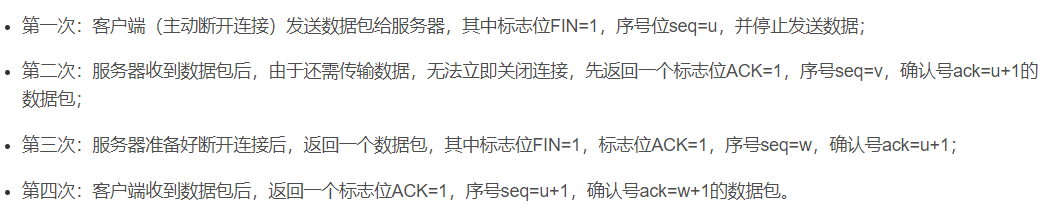 • 第一次：客户端（主动断开连接）发送数据包给服务器，其中标志位FIN=1，序号位seq=u，并停止发送数据；
• 第二次：服务器收到数据包后，由于还需传输数据，无法立即关闭连接，先返回一个标志位ACK=1，序号seq=v，确认号ack=u+1的
数据包；
• 第三次：服务器准备好断开连接后，返回一个数据包，其中标志位FIN=1，标志位ACK=1，序号seq=w，确认号ack=u+1；
• 第四次：客户端收到数据包后，返回一个标志位ACK=1，序号seq=u+1，确认号ack=w+1的数据包。